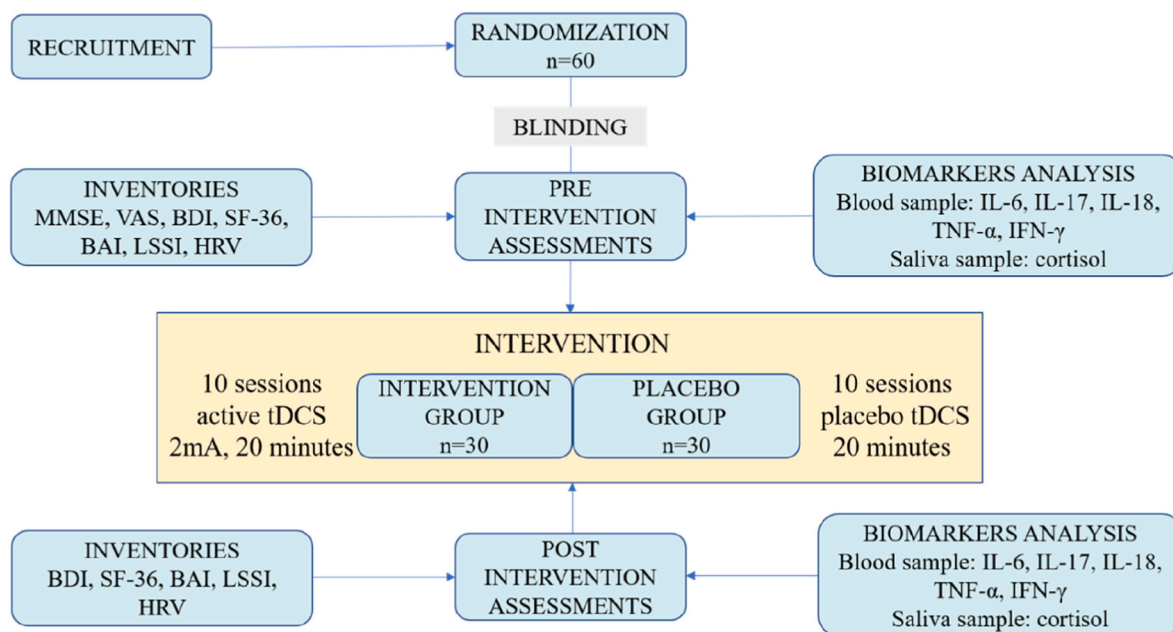 RECRUITMENT
RANDOMIZATION
n=60
BLINDING
INVENTORIES
MMSE, VAS, BDI, SF-36,
BAI, LSSI, HRV
PRE
INTERVENTION
ASSESSMENTS
BIOMARKERS ANALYSIS
Blood sample: IL-6, IL-17, IL-18,
TNF-α, IFN-γ
Saliva sample: cortisol
INTERVENTION
10 sessions
active tDCS
2mA, 20 minutes
INTERVENTION
GROUP
n=30
PLACEBO
GROUP
n=30
10 sessions
placebo tDCS
20 minutes
INVENTORIES
BDI, SF-36, BAI, LSSI,
HRV
POST
INTERVENTION
ASSESSMENTS
BIOMARKERS ANALYSIS
Blood sample: IL-6, IL-17, IL-18,
TNF-α, IFN-γ
Saliva sample: cortisol